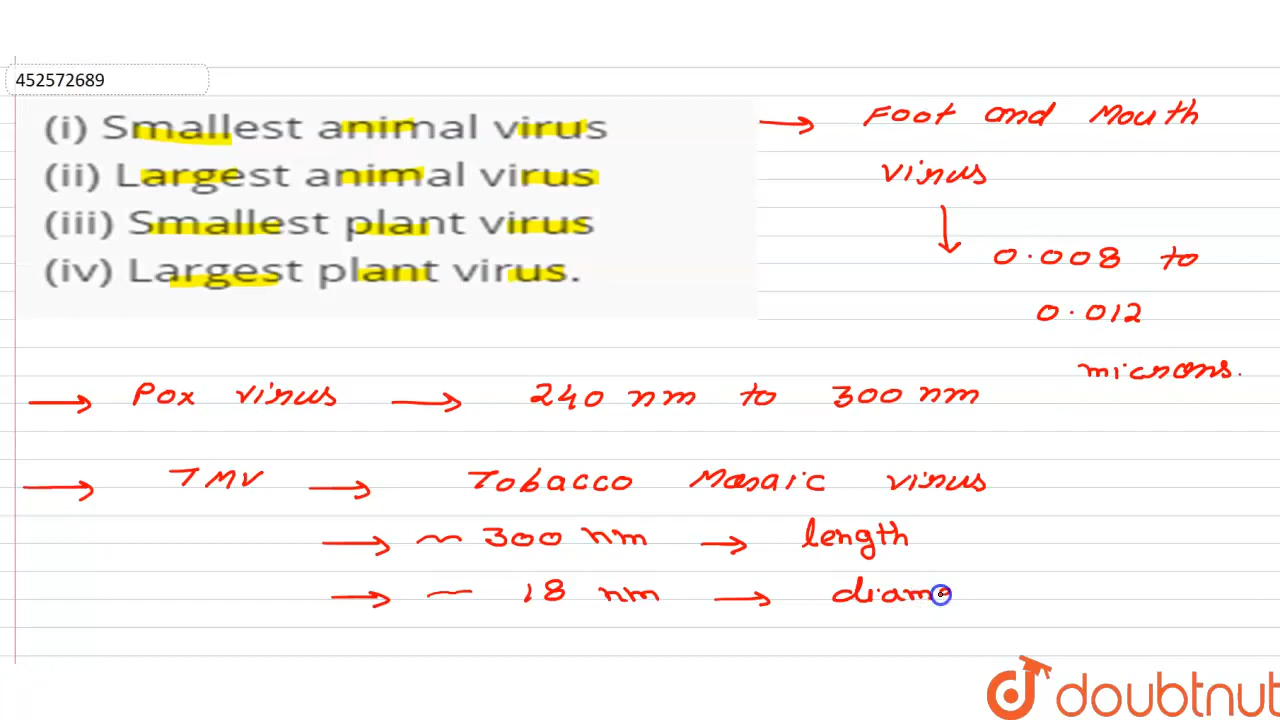 452572689
(i) Smallest animal virus
(ii) Largest animal virus
(iii) Smallest plant virus
(iv) Largest plant virus.
→ Foot and Mouth
virus
↓
0.008 to
0.012
microns.
→ Pox virus → 240 nm to 300 nm
→ TMV → Tobacco Mosaic virus
→ ~ 300 nm → length
→ ~ 18 nm → diame
doubtnut